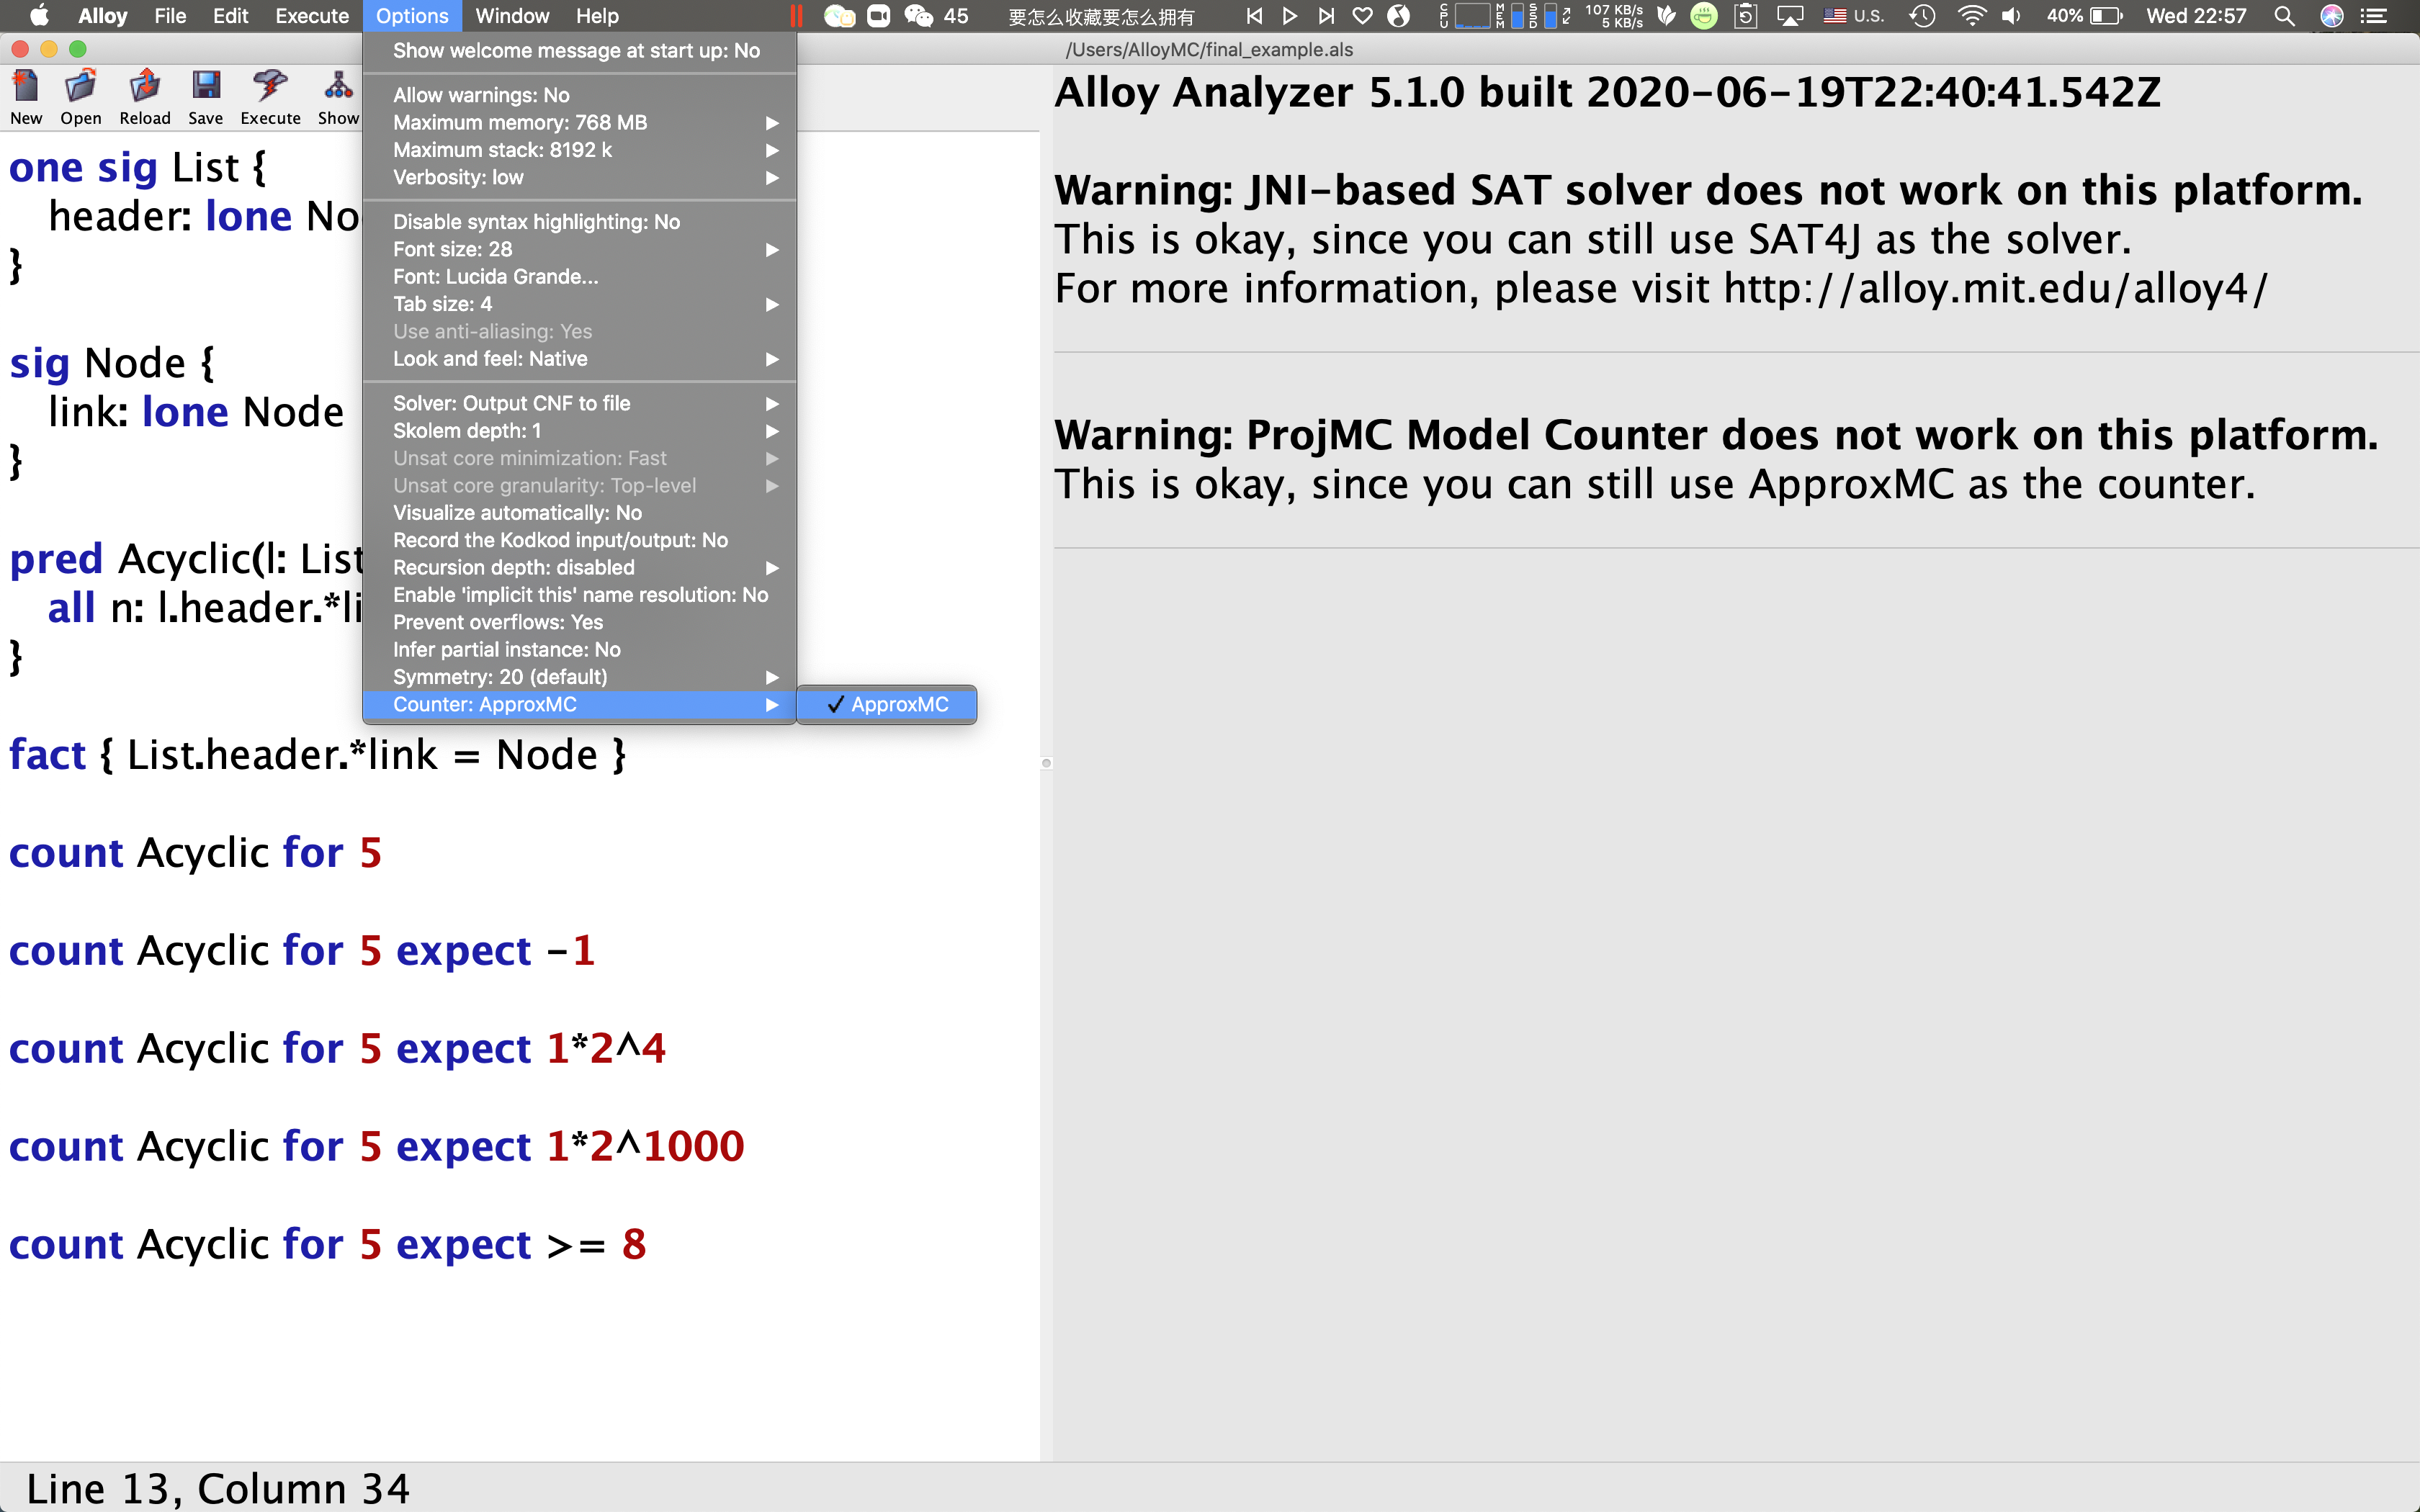 Alloy File Edit Execute Options Window Help 45 要怎么收藏要怎么拥有 CPU MEM SSD 107 KB/s 5 KB/s U.S. 40% Wed 22:57
/Users/AlloyMC/final_example.als
New Open Reload Save Execute Show
Show welcome message at start up: No
Allow warnings: No
Maximum memory: 768 MB
Maximum stack: 8192 k
Verbosity: low
Disable syntax highlighting: No
Font size: 28
Font: Lucida Grande...
Tab size: 4
Use anti-aliasing: Yes
Look and feel: Native
Solver: Output CNF to file
Skolem depth: 1
Unsat core minimization: Fast
Unsat core granularity: Top-level
Visualize automatically: No
Record the Kodkod input/output: No
Recursion depth: disabled
Enable 'implicit this' name resolution: No
Prevent overflows: Yes
Infer partial instance: No
Symmetry: 20 (default)
Counter: ApproxMC
✓ ApproxMC
one sig List {
header: lone No
}
sig Node {
link: lone Node
}
pred Acyclic(l: List
all n: l.header.*li
}
fact { List.header.*link = Node }
count Acyclic for 5
count Acyclic for 5 expect -1
count Acyclic for 5 expect 1*2^4
count Acyclic for 5 expect 1*2^1000
count Acyclic for 5 expect >= 8
Alloy Analyzer 5.1.0 built 2020-06-19T22:40:41.542Z
Warning: JNI-based SAT solver does not work on this platform.
This is okay, since you can still use SAT4J as the solver.
For more information, please visit http://alloy.mit.edu/alloy4/
Warning: ProjMC Model Counter does not work on this platform.
This is okay, since you can still use ApproxMC as the counter.
Line 13, Column 34